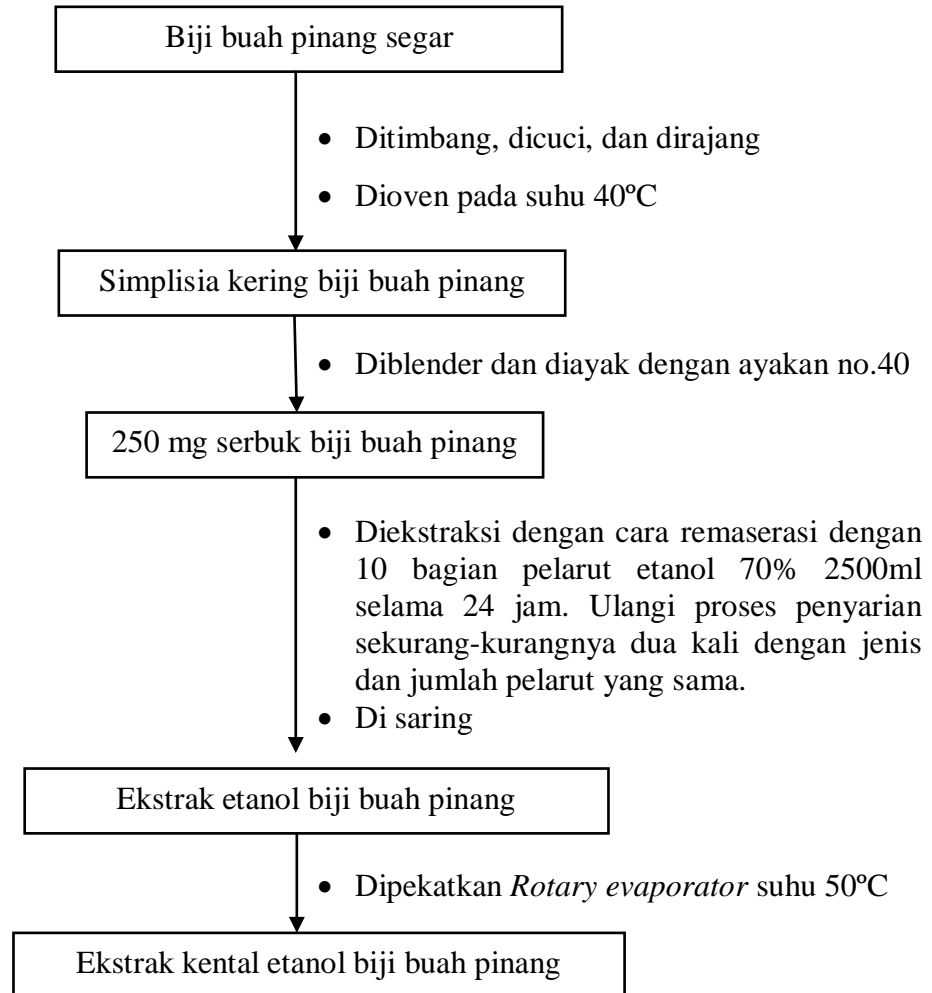 Biji buah pinang segar
• Ditimbang, dicuci, dan dirajang
• Dioven pada suhu 40ºC
Simplisia kering biji buah pinang
• Diblender dan diayak dengan ayakan no.40
250 mg serbuk biji buah pinang
• Diekstraksi dengan cara remaserasi dengan
10 bagian pelarut etanol 70% 2500ml
selama 24 jam. Ulangi proses penyarian
sekurang-kurangnya dua kali dengan jenis
dan jumlah pelarut yang sama.
• Di saring
Ekstrak etanol biji buah pinang
• Dipekatkan Rotary evaporator suhu 50ºC
Ekstrak kental etanol biji buah pinang